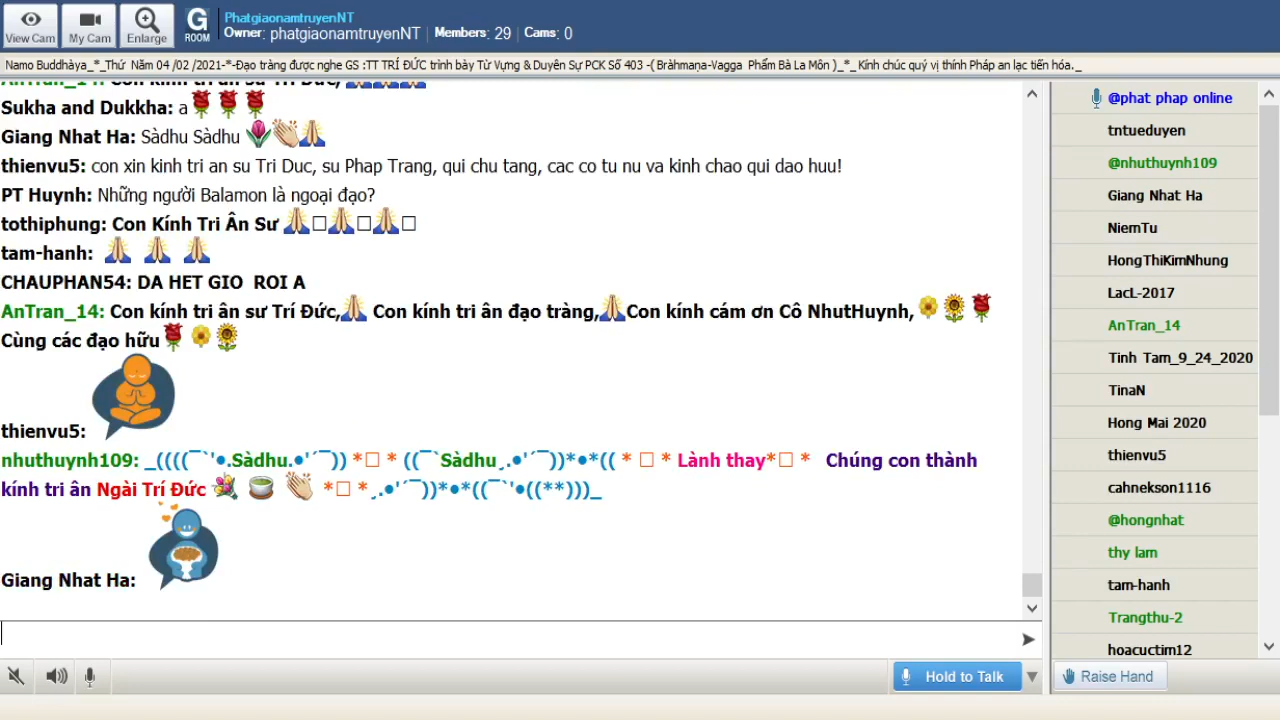 View Cam
My Cam
Enlarge
G
ROOM
PhatgiaonamtruyenNT
Owner: phatgiaonamtruyenNT | Members: 29 | Cams: 0
Namo Buddhàya_*_Thứ Năm 04 /02 /2021-*-Đạo tràng được nghe GS :TT TRÍ ĐỨC trình bày Từ Vựng & Duyên Sự PCK Số 403 -( Bràhmaṇa-Vagga Phẩm Bà La Môn )_*_ Kính chúc quý vị thính Pháp an lạc tiến hóa._
AnTran_14: Con kính tri ân Sư Trí Đức,
Sukha and Dukkha: a
Giang Nhat Ha: Sàdhu Sàdhu
thienvu5: con xin kinh tri an su Tri Duc, su Phap Trang, qui chu tang, cac co tu nu va kinh chao qui dao huu!
PT Huynh: Những người Balamon là ngoại đạo?
tothiphung: Con Kính Tri Ân Sư
tam-hanh:
CHAUPHAN54: DA HET GIO ROI A
AnTran_14: Con kính tri ân sư Trí Đức, Con kính tri ân đạo tràng, Con kính cám ơn Cô NhutHuynh,
Cùng các đạo hữu
thienvu5:
nhuthuynh109: _((((¯`'•.Sàdhu.•'´¯)) *□ * ((¯`Sàdhu¸.•'´¯))*•*(( * □ * Lành thay*□ * Chúng con thành
kính tri ân Ngài Trí Đức *□ *¸.•'´¯))*•*((¯`'•((**)))_
Giang Nhat Ha:
Hold to Talk
@phat phap online
tntueduyen
@nhuthuynh109
Giang Nhat Ha
NiemTu
HongThiKimNhung
LacL-2017
AnTran_14
Tinh Tam_9_24_2020
TinaN
Hong Mai 2020
thienvu5
cahnekson1116
@hongnhat
thy lam
tam-hanh
Trangthu-2
hoacuctim12
Raise Hand